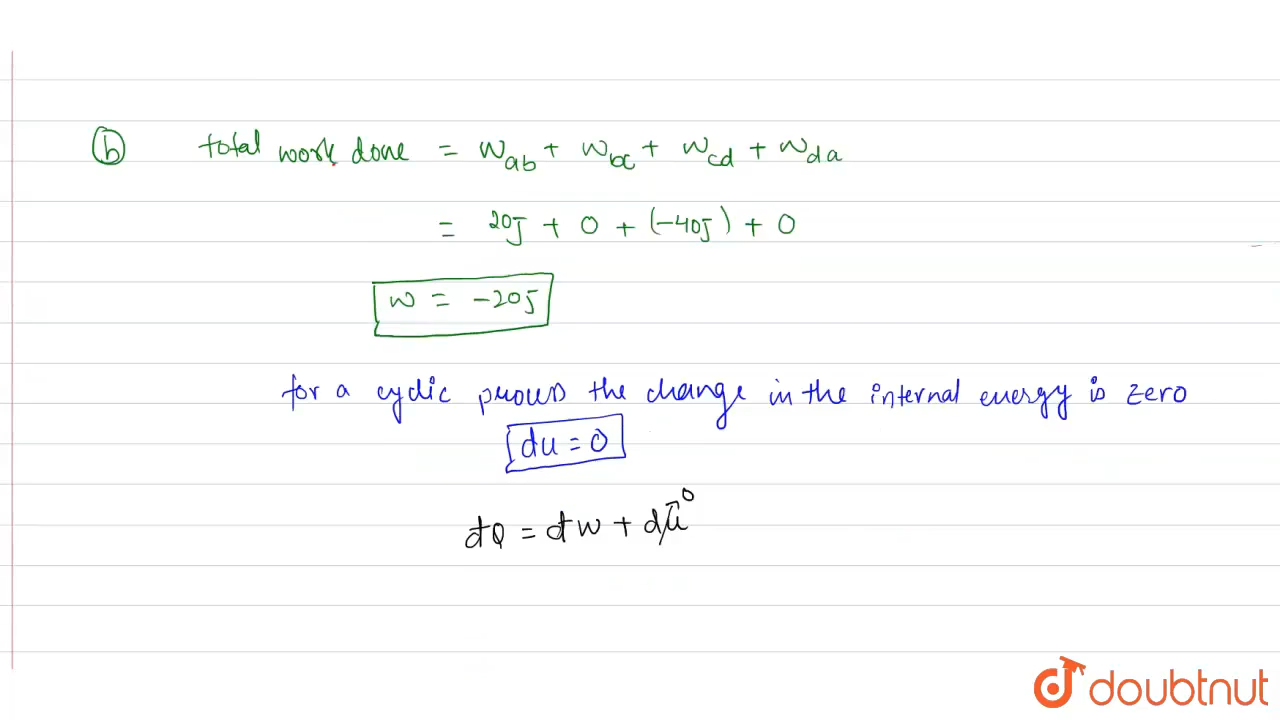 (b) total work done = W_ab + W_bc + W_cd + W_da
= 20J + 0 + (-40J) + 0
W = -20J
for a cyclic process the change in the internal energy is zero
du = 0
dQ = dW + du⁰
doubtnut